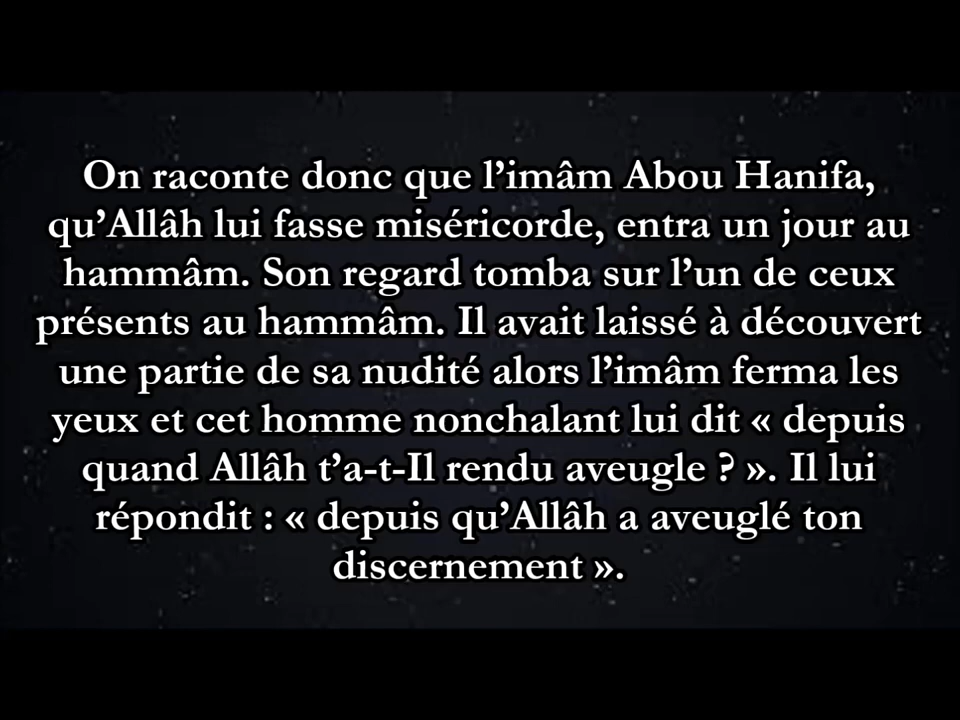 On raconte donc que l’imâm Abou Hanifa,
qu’Allâh lui fasse miséricorde, entra un jour au
hammâm. Son regard tomba sur l’un de ceux
présents au hammâm. Il avait laissé à découvert
une partie de sa nudité alors l’imâm ferma les
yeux et cet homme nonchalant lui dit « depuis
quand Allâh t’a-t-Il rendu aveugle ? ». Il lui
répondit : « depuis qu’Allâh a aveuglé ton
discernement ».